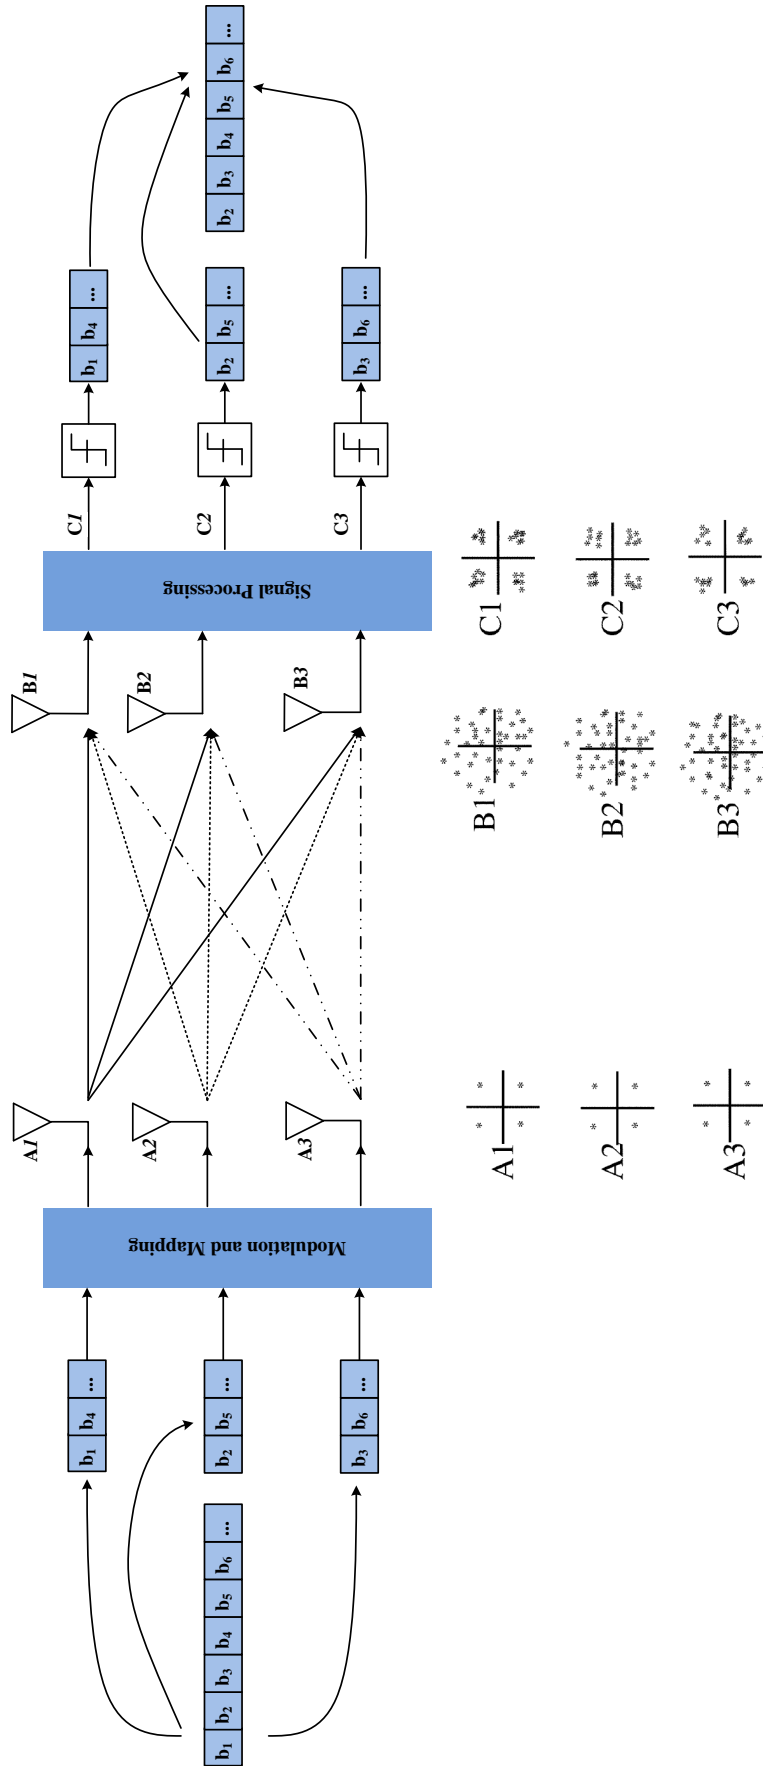 b1 b2 b3 b4 b5 b6 ...
b1 b4 ...
b2 b5 ...
b3 b6 ...
Modulation and Mapping
A1
A2
A3
B1
B2
B3
Signal Processing
C1
C2
C3
b1 b4 ...
b2 b5 ...
b3 b6 ...
b2 b3 b4 b5 b6 ...
A1
B1
C1
A2
B2
C2
A3
B3
C3